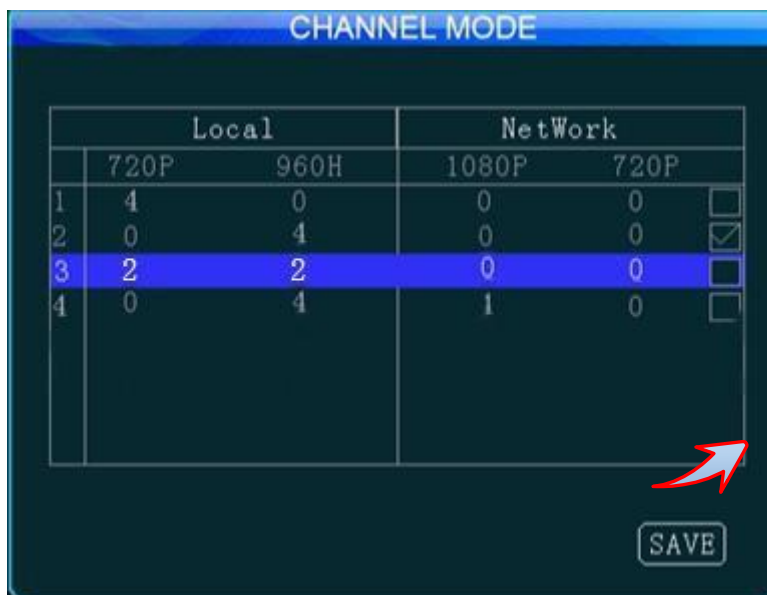 CHANNEL MODE
Local NetWork
720P 960H 1080P 720P
1 4 0 0 0
2 0 4 0 0
3 2 2 0 0
4 0 4 1 0
SAVE